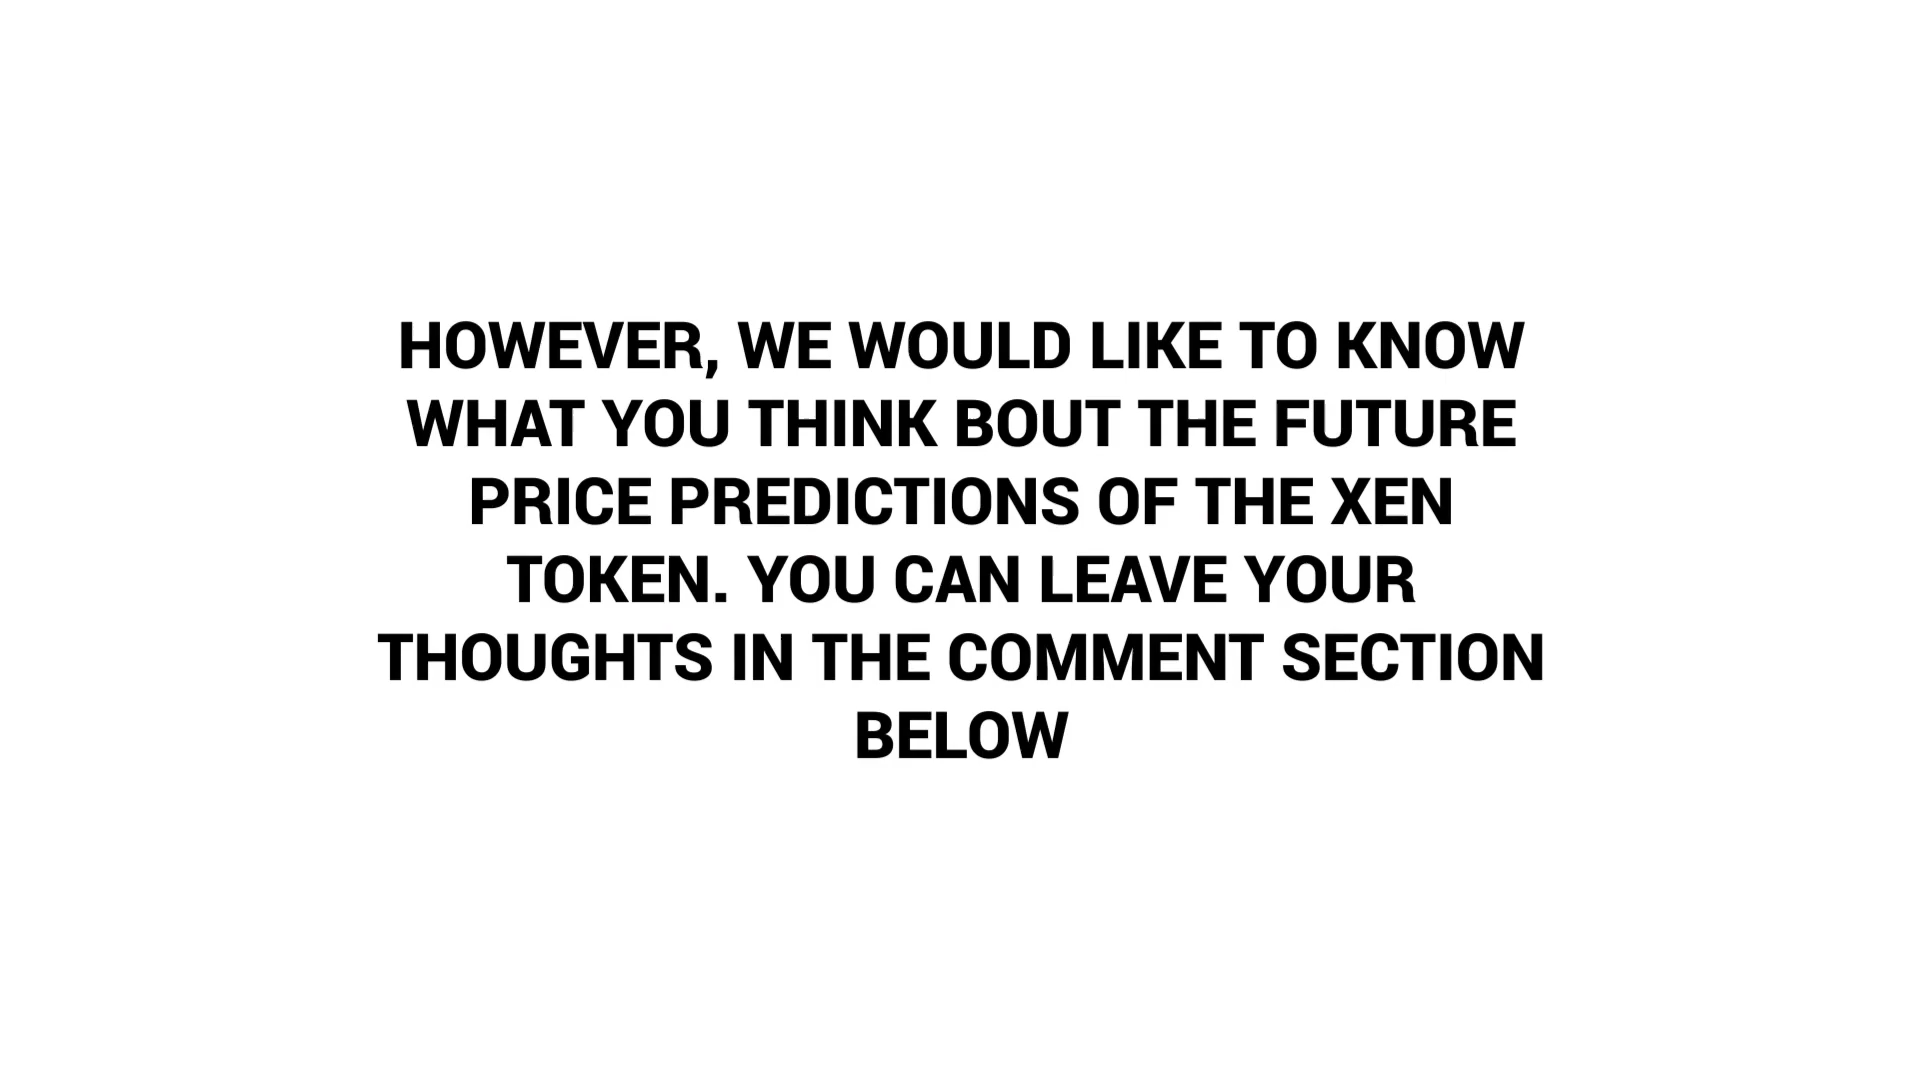 HOWEVER, WE WOULD LIKE TO KNOW
WHAT YOU THINK BOUT THE FUTURE
PRICE PREDICTIONS OF THE XEN
TOKEN. YOU CAN LEAVE YOUR
THOUGHTS IN THE COMMENT SECTION
BELOW